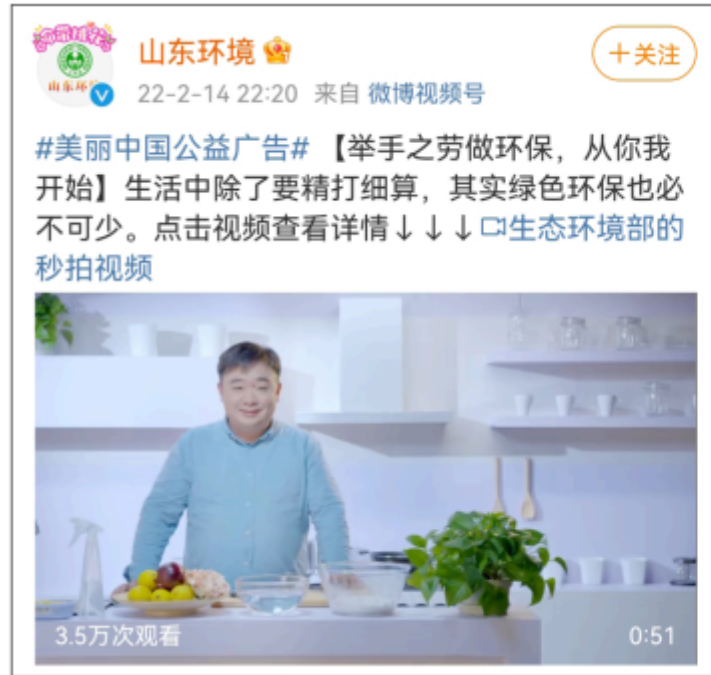 山东环境
+关注
22-2-14 22:20 来自 微博视频号
#美丽中国公益广告# 【举手之劳做环保，从你我
开始】生活中除了要精打细算，其实绿色环保也必
不可少。点击视频查看详情↓↓↓生态环境部的
秒拍视频
3.5万次观看
0:51